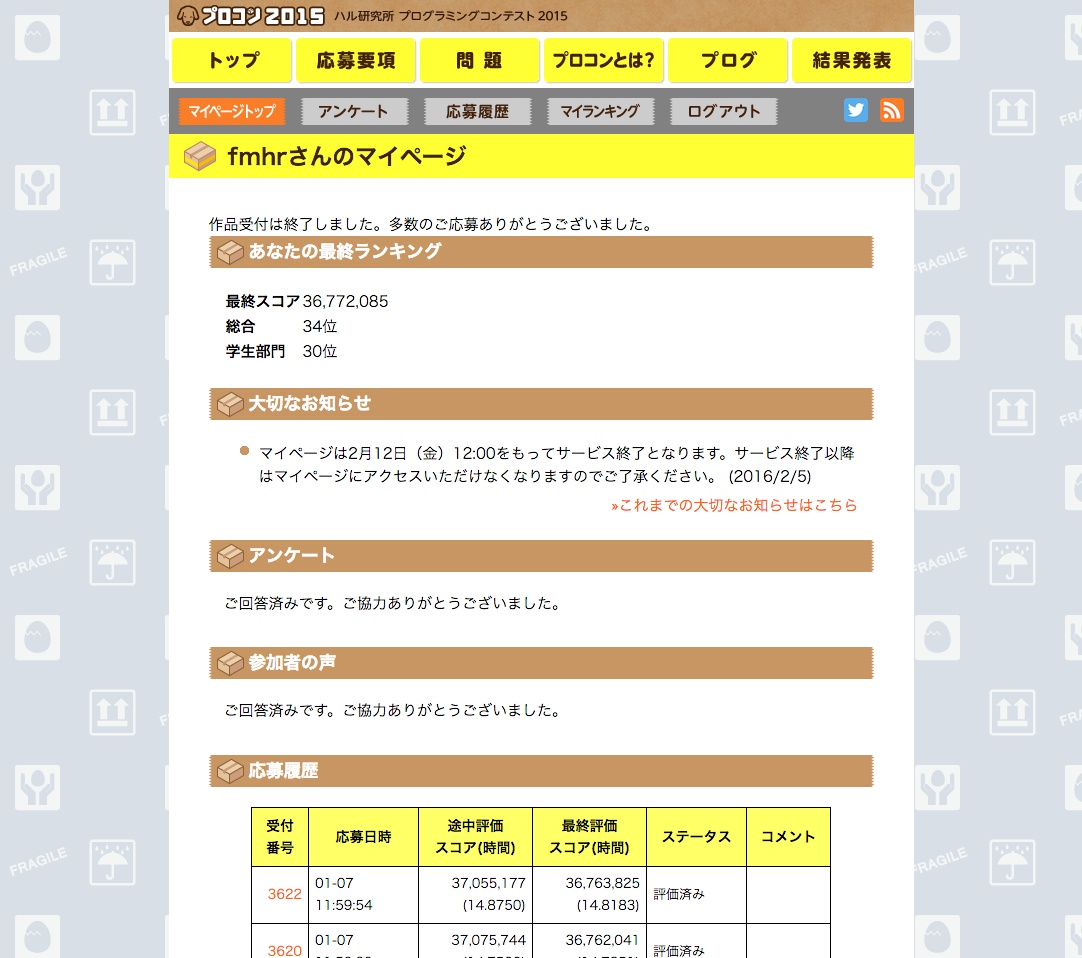 プロコン2015 ハル研究所 プログラミングコンテスト 2015
トップ 応募要項 問題 プロコンとは? ブログ 結果発表
マイページトップ アンケート 応募履歴 マイランキング ログアウト
fmhrさんのマイページ
作品受付は終了しました。多数のご応募ありがとうございました。
あなたの最終ランキング
最終スコア 36,772,085
総合 34位
学生部門 30位
大切なお知らせ
マイページは2月12日（金）12:00をもってサービス終了となります。サービス終了以降
はマイページにアクセスいただけなくなりますのでご了承ください。 (2016/2/5)
»これまでの大切なお知らせはこちら
アンケート
ご回答済みです。ご協力ありがとうございました。
参加者の声
ご回答済みです。ご協力ありがとうございました。
応募履歴
受付番号 応募日時 途中評価スコア(時間) 最終評価スコア(時間) ステータス コメント
3622 01-07 11:59:54 37,055,177 (14.8750) 36,763,825 (14.8183) 評価済み
3620 01-07 37,075,744 36,762,041 評価済み
FRAGILE
FRAGILE
FRAGILE
FRAGILE
FRAGILE
FRAGILE